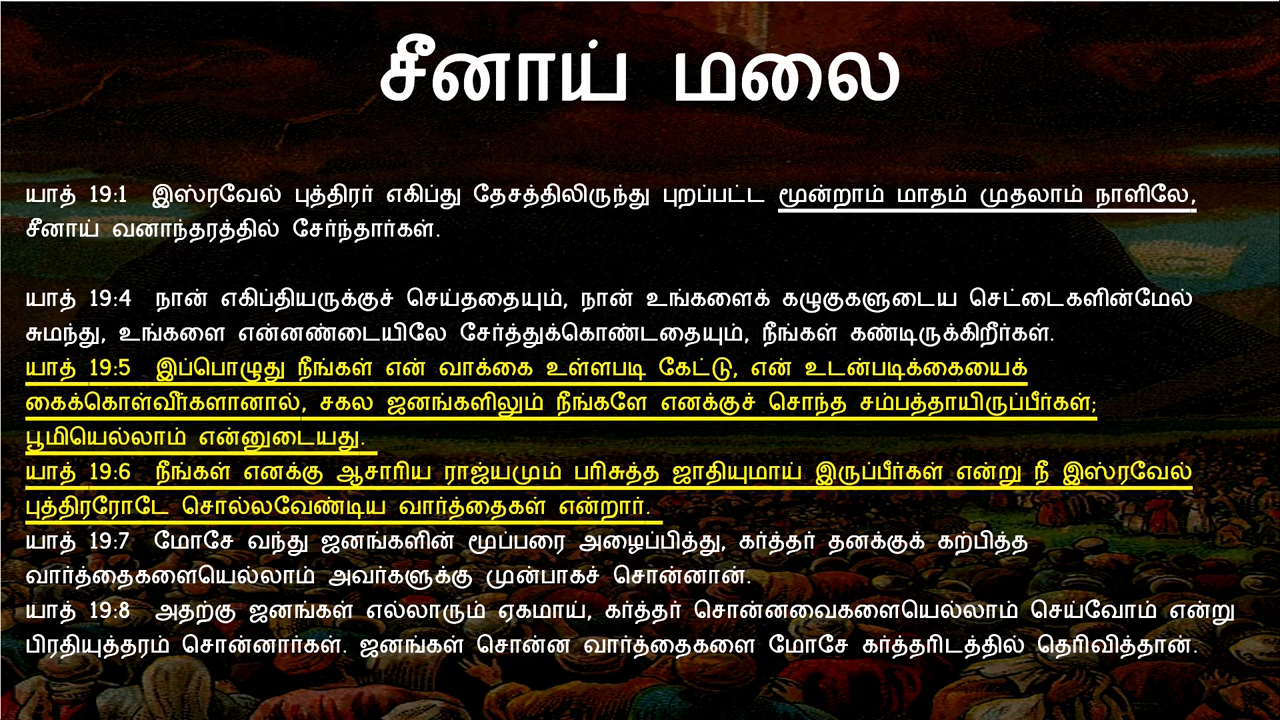 சீனாய் மலை
யாத் 19:1 இஸ்ரவேல் புத்திரர் எகிப்து தேசத்திலிருந்து புறப்பட்ட மூன்றாம் மாதம் முதலாம் நாளிலே,
சீனாய் வனாந்தரத்தில் சேர்ந்தார்கள்.
யாத் 19:4 நான் எகிப்தியருக்குச் செய்ததையும், நான் உங்களைக் கழுகுகளுடைய செட்டைகளின்மேல்
சுமந்து, உங்களை என்னண்டையிலே சேர்த்துக்கொண்டதையும், நீங்கள் கண்டிருக்கிறீர்கள்.
யாத் 19:5 இப்பொழுது நீங்கள் என் வாக்கை உள்ளபடி கேட்டு, என் உடன்படிக்கையைக்
கைக்கொள்வீர்களானால், சகல ஜனங்களிலும் நீங்களே எனக்குச் சொந்த சம்பத்தாயிருப்பீர்கள்;
பூமியெல்லாம் என்னுடையது.
யாத் 19:6 நீங்கள் எனக்கு ஆசாரிய ராஜ்யமும் பரிசுத்த ஜாதியுமாய் இருப்பீர்கள் என்று நீ இஸ்ரவேல்
புத்திரரோடே சொல்லவேண்டிய வார்த்தைகள் என்றார்.
யாத் 19:7 மோசே வந்து ஜனங்களின் மூப்பரை அழைப்பித்து, கர்த்தர் தனக்குக் கற்பித்த
வார்த்தைகளையெல்லாம் அவர்களுக்கு முன்பாகச் சொன்னான்.
யாத் 19:8 அதற்கு ஜனங்கள் எல்லாரும் ஏகமாய், கர்த்தர் சொன்னவைகளையெல்லாம் செய்வோம் என்று
பிரதியுத்தரம் சொன்னார்கள். ஜனங்கள் சொன்ன வார்த்தைகளை மோசே கர்த்தரிடத்தில் தெரிவித்தான்.